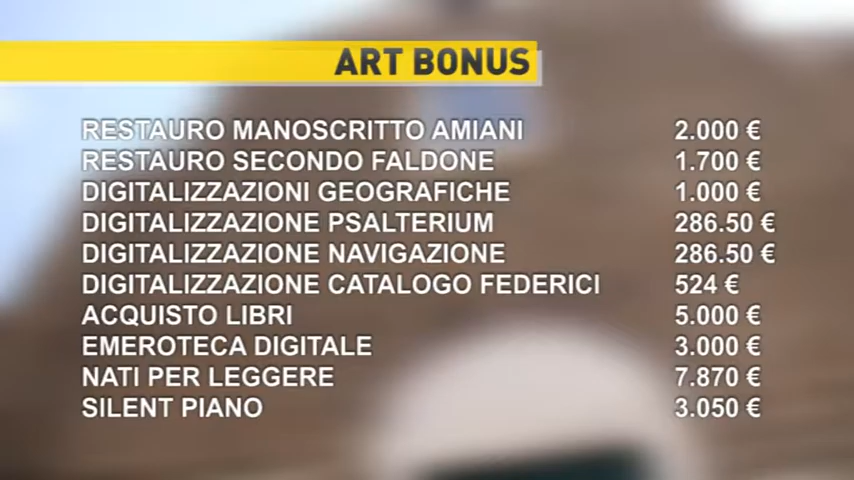 ART BONUS
RESTAURO MANOSCRITTO AMIANI 2.000 €
RESTAURO SECONDO FALDONE 1.700 €
DIGITALIZZAZIONI GEOGRAFICHE 1.000 €
DIGITALIZZAZIONE PSALTERIUM 286.50 €
DIGITALIZZAZIONE NAVIGAZIONE 286.50 €
DIGITALIZZAZIONE CATALOGO FEDERICI 524 €
ACQUISTO LIBRI 5.000 €
EMEROTECA DIGITALE 3.000 €
NATI PER LEGGERE 7.870 €
SILENT PIANO 3.050 €